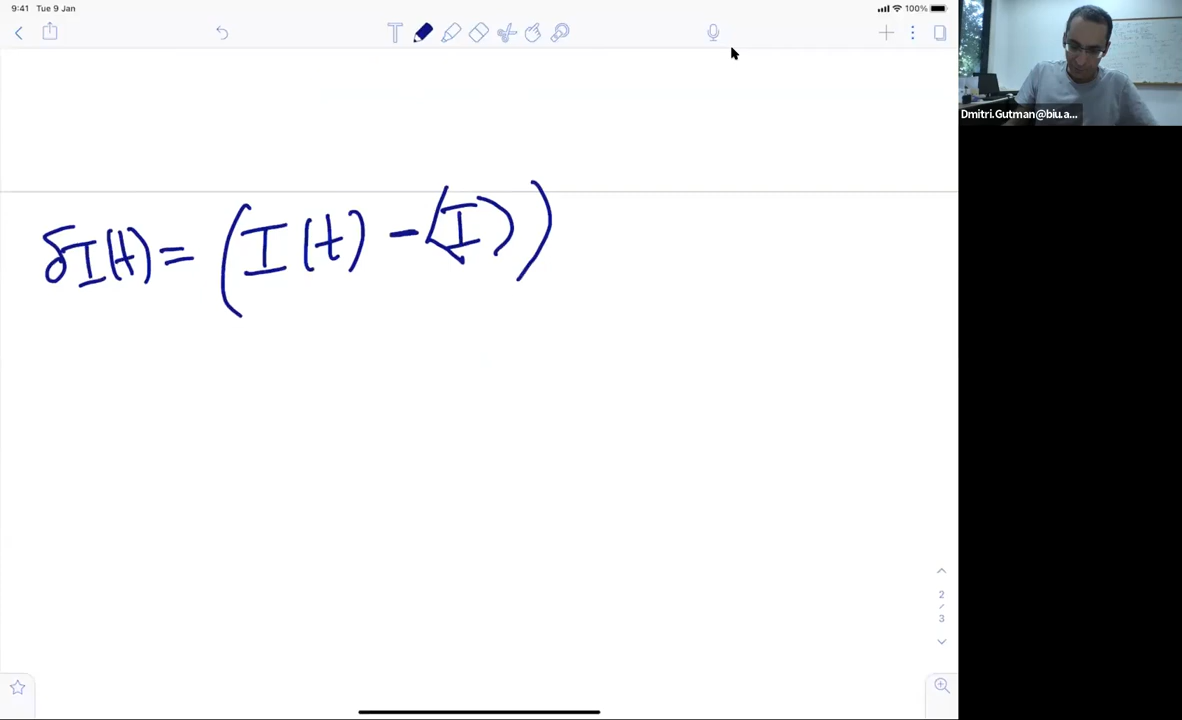 9:41 Tue 9 Jan 100%
T
Dmitri.Gutman@biu.a...
δI(t) = (I(t) - ⟨I⟩)
2
/
3